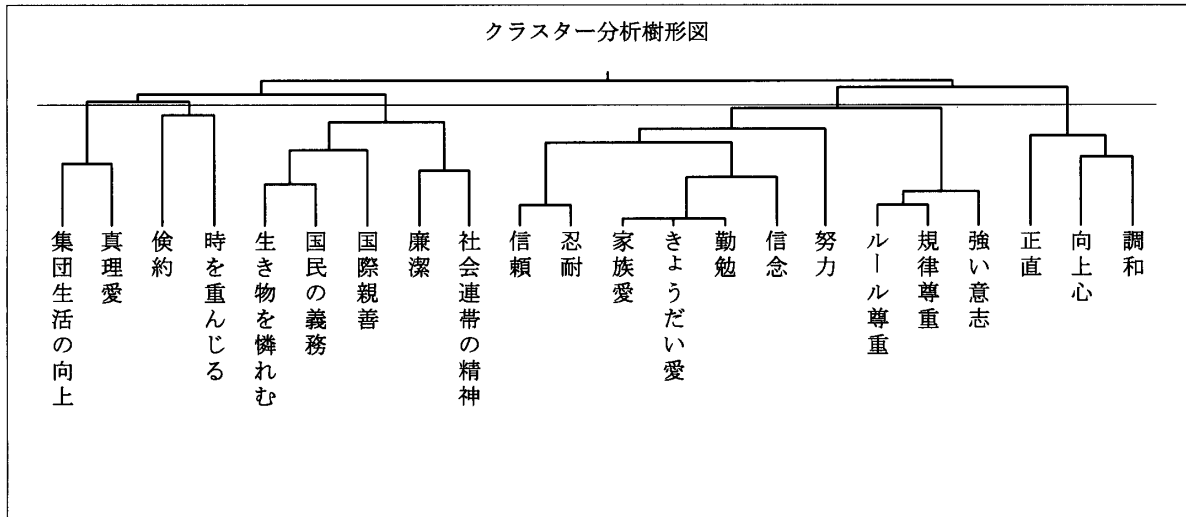 クラスター分析樹形図
集団生活の向上
真理愛
倹約
時を重んじる
生き物を憐れむ
国民の義務
国際親善
廉潔
社会連帯の精神
信頼
忍耐
家族愛
きょうだい愛
勤勉
信念
努力
ルール尊重
規律尊重
強い意志
正直
向上心
調和